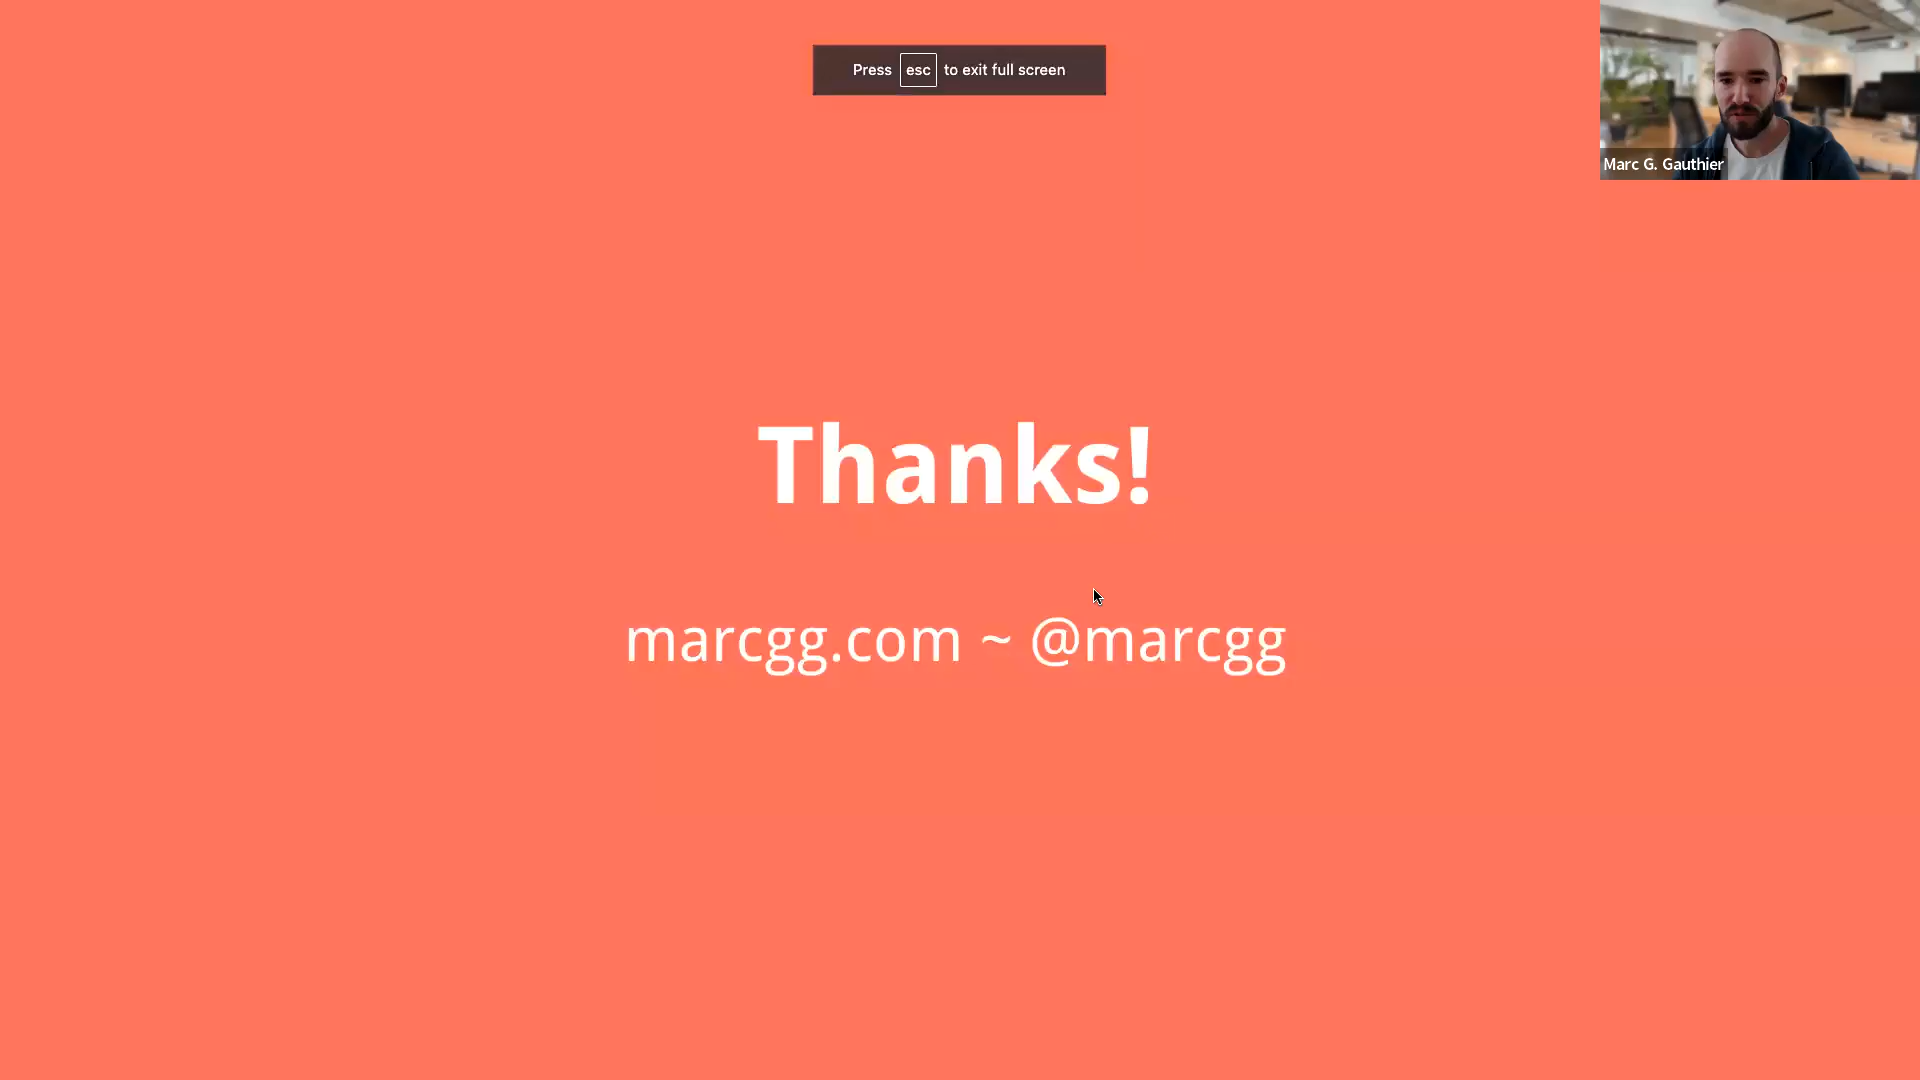 Press esc to exit full screen
Marc G. Gauthier
Thanks!
marcgg.com ~ @marcgg